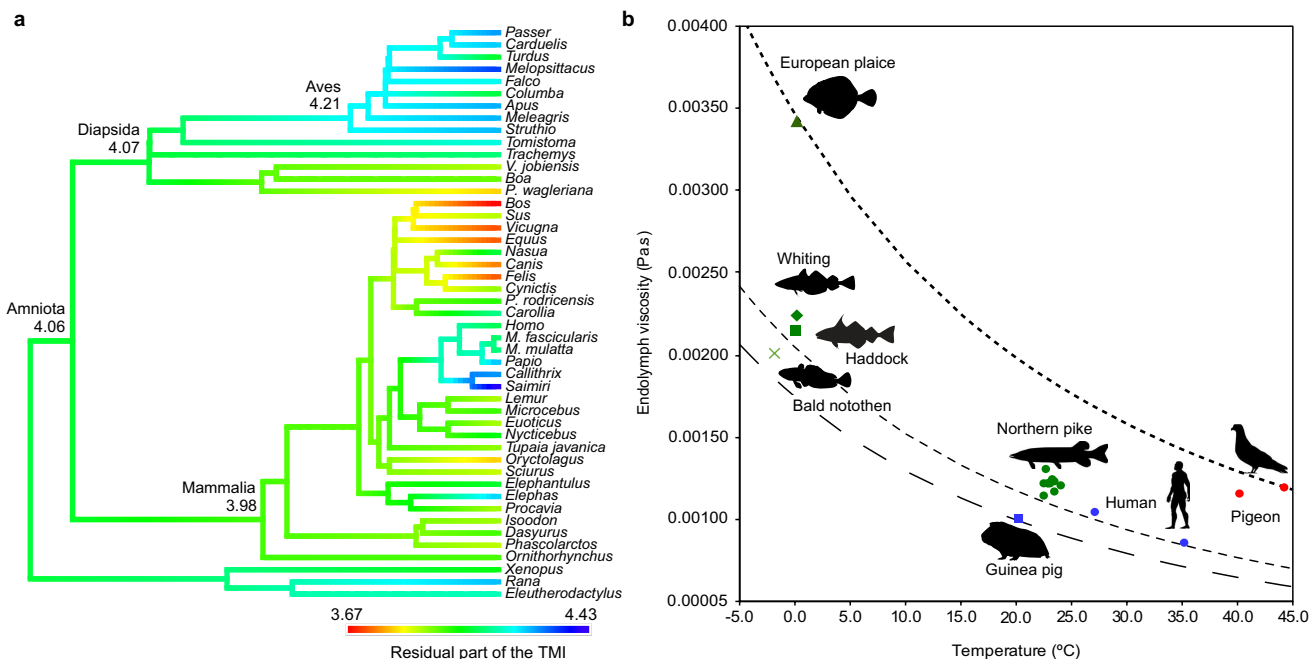 a
Passer
Carduelis
Turdus
Melopsittacus
Falco
Columba
Apus
Meleagris
Struthio
Tomistoma
Trachemys
V. jobiensis
Boa
P. wagleriana
Bos
Sus
Vicugna
Equus
Nasua
Canis
Felis
Cynictis
P. rodricensis
Carollia
Homo
M. fascicularis
M. mulatta
Papio
Callithrix
Saimiri
Lemur
Microcebus
Euoticus
Nycticebus
Tupaia javanica
Oryctolagus
Sciurus
Elephantulus
Elephas
Procavia
Isoodon
Dasyurus
Phascolarctos
Ornithorhynchus
Xenopus
Rana
Eleutherodactylus
Aves
4.21
Diapsida
4.07
Amniota
4.06
Mammalia
3.98
3.67
4.43
Residual part of the TMI
b
Endolymph viscosity (Pa.s)
0.00400
0.00350
0.00300
0.00250
0.00200
0.00150
0.00100
0.00005
European plaice
Whiting
Haddock
Bald notothen
Northern pike
Human
Pigeon
Guinea pig
-5.0 0.0 5.0 10.0 15.0 20.0 25.0 30.0 35.0 40.0 45.0
Temperature (ºC)